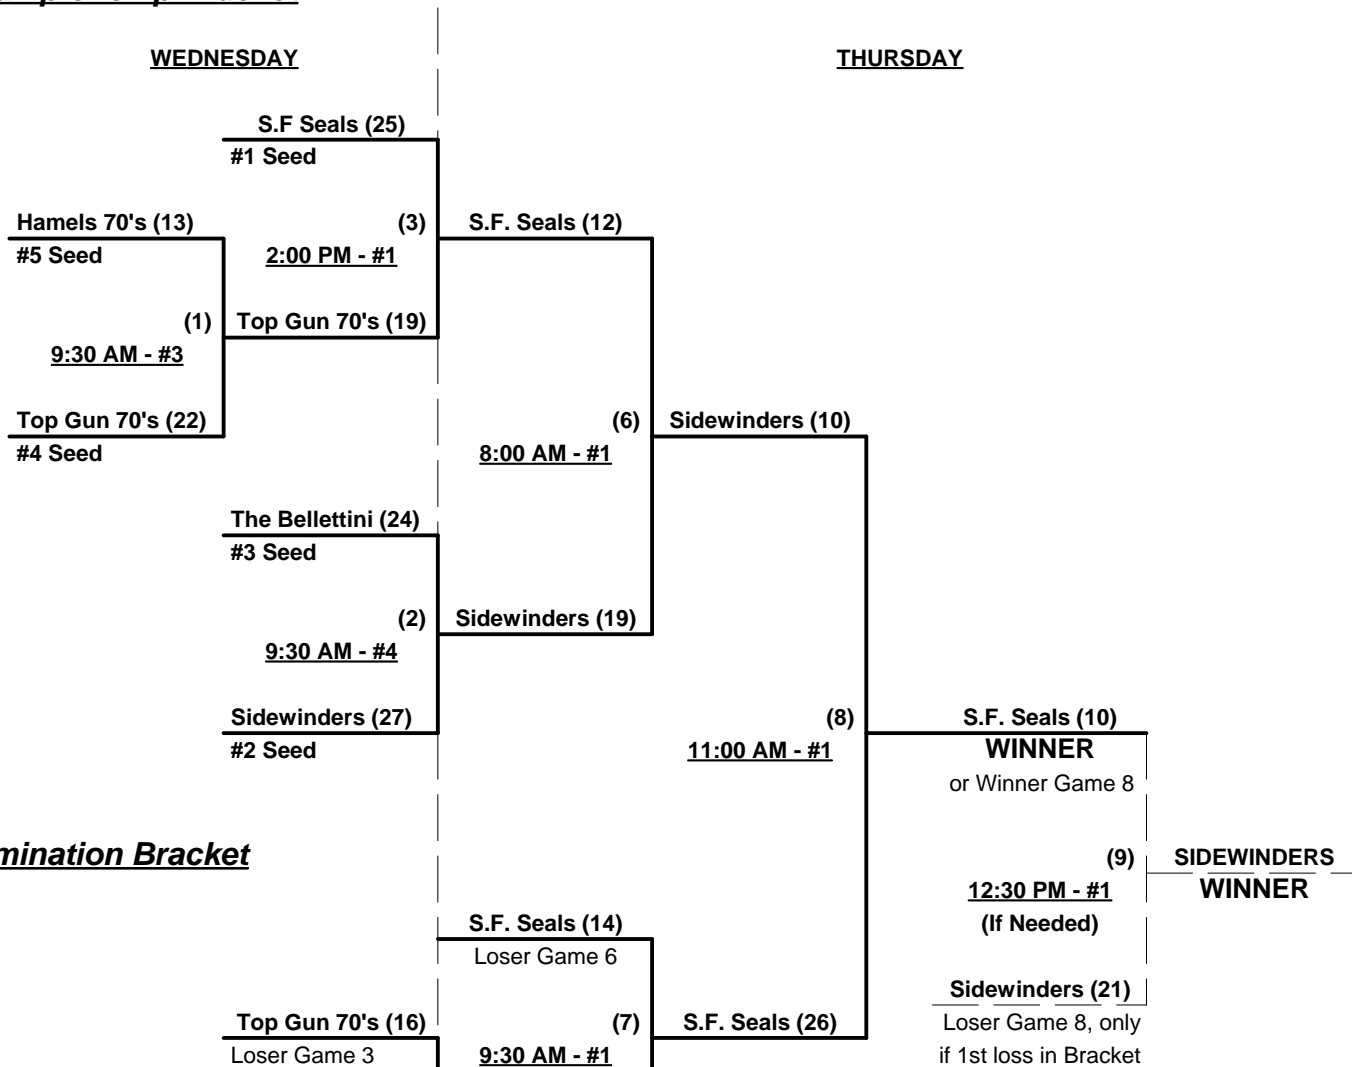 WEDNESDAY
THURSDAY
S.F Seals (25)
#1 Seed
Hamels 70's (13)
(3)
S.F. Seals (12)
#5 Seed
2:00 PM - #1
(1)
Top Gun 70's (19)
9:30 AM - #3
Top Gun 70's (22)
(6)
Sidewinders (10)
#4 Seed
8:00 AM - #1
The Bellettini (24)
#3 Seed
(2)
Sidewinders (19)
9:30 AM - #4
Sidewinders (27)
(8)
S.F. Seals (10)
#2 Seed
11:00 AM - #1
WINNER
or Winner Game 8
mination Bracket
(9)
SIDEWINDERS
12:30 PM - #1
WINNER
(If Needed)
S.F. Seals (14)
Loser Game 6
Sidewinders (21)
Top Gun 70's (16)
(7)
S.F. Seals (26)
Loser Game 8, only
Loser Game 3
9:30 AM - #1
if 1st loss in Bracket